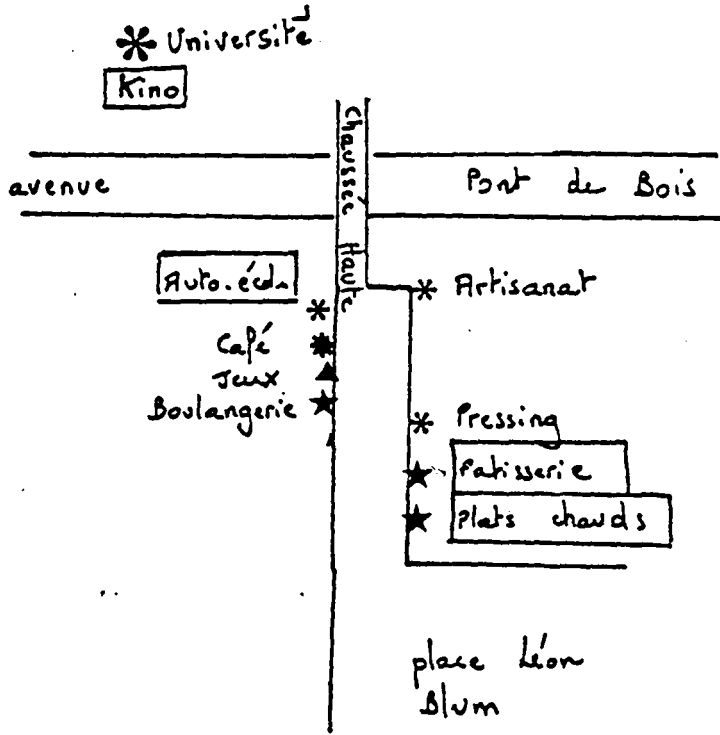 Université
Kino
Chaussée Haute
avenue Pont de Bois
Auto.école
Artisanat
Café
Jeux
Boulangerie
Pressing
Patisserie
Plats chauds
place Léon
Blum